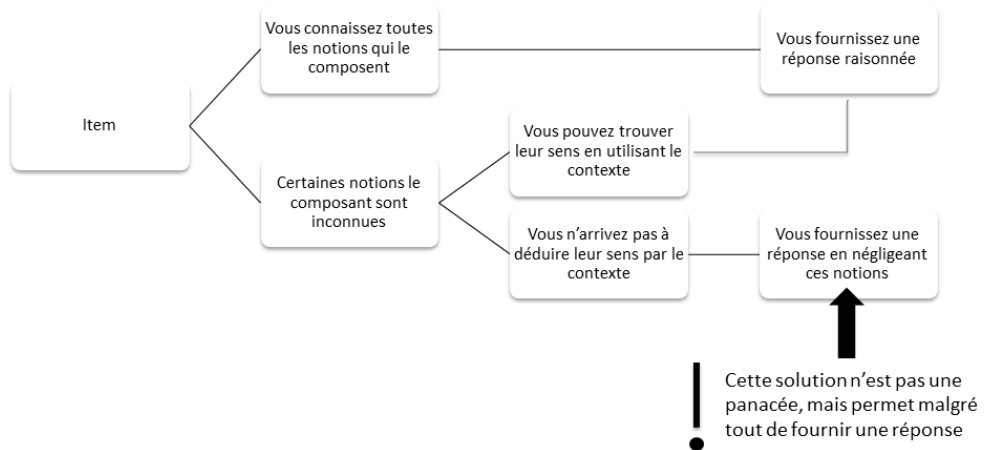 Vous connaissez toutes
les notions qui le
composent
Vous fournissez une
réponse raisonnée
Item
Vous pouvez trouver
leur sens en utilisant le
contexte
Certaines notions le
composant sont
inconnues
Vous n'arrivez pas à
déduire leur sens par le
contexte
Vous fournissez une
réponse en négligeant
ces notions
!
Cette solution n'est pas une
panacée, mais permet malgré
tout de fournir une réponse